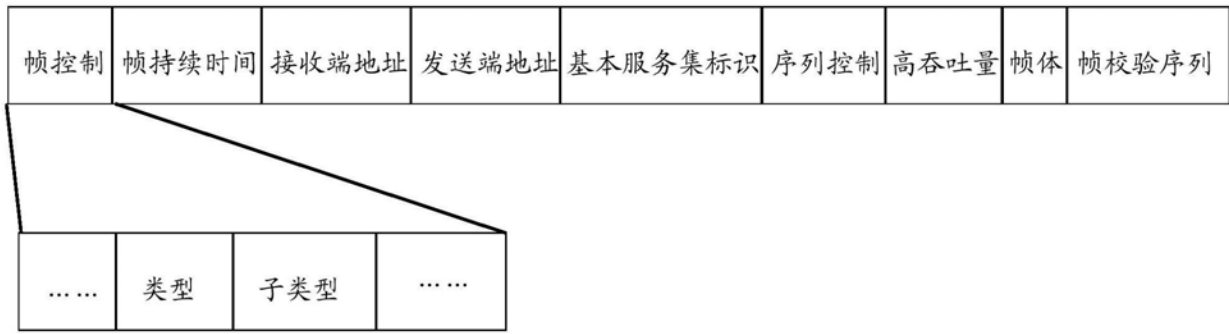 帧控制 帧持续时间 接收端地址 发送端地址 基本服务集标识 序列控制 高吞吐量 帧体 帧校验序列
…… 类型 子类型 ……